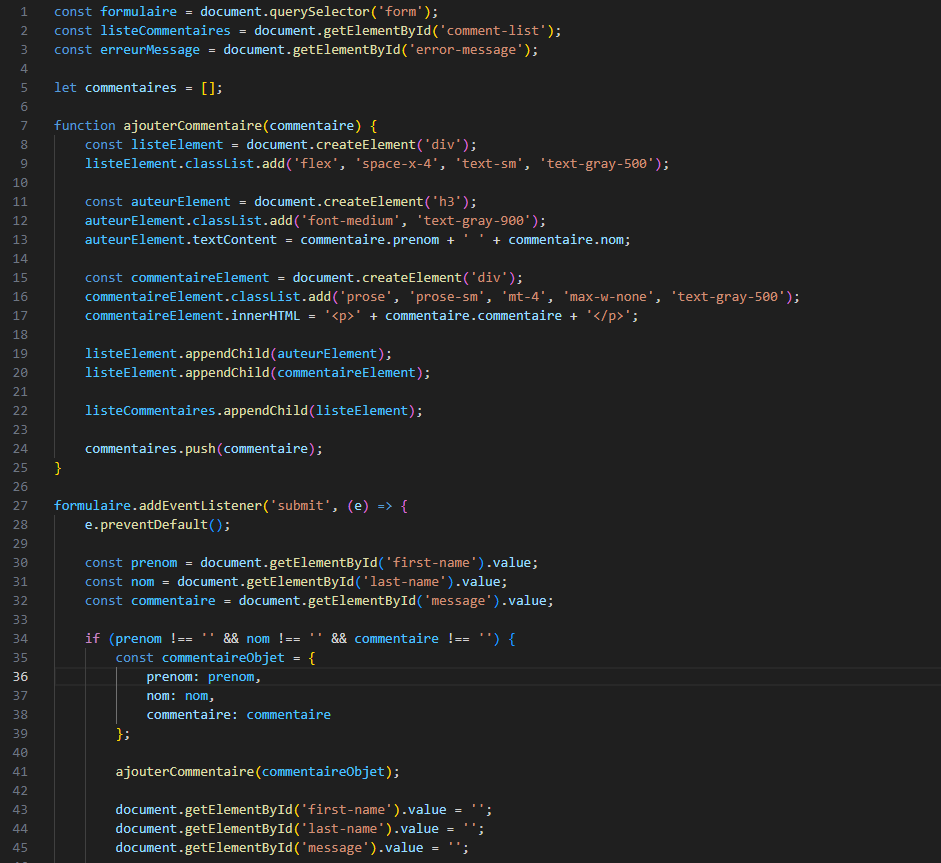 1 const formulaire = document.querySelector('form');
2 const listeCommentaires = document.getElementById('comment-list');
3 const erreurMessage = document.getElementById('error-message');
4
5 let commentaires = [];
6
7 function ajouterCommentaire(commentaire) {
8     const listeElement = document.createElement('div');
9     listeElement.classList.add('flex', 'space-x-4', 'text-sm', 'text-gray-500');
10
11     const auteurElement = document.createElement('h3');
12     auteurElement.classList.add('font-medium', 'text-gray-900');
13     auteurElement.textContent = commentaire.prenom + ' ' + commentaire.nom;
14
15     const commentaireElement = document.createElement('div');
16     commentaireElement.classList.add('prose', 'prose-sm', 'mt-4', 'max-w-none', 'text-gray-500');
17     commentaireElement.innerHTML = '<p>' + commentaire.commentaire + '</p>';
18
19     listeElement.appendChild(auteurElement);
20     listeElement.appendChild(commentaireElement);
21
22     listeCommentaires.appendChild(listeElement);
23
24     commentaires.push(commentaire);
25 }
26
27 formulaire.addEventListener('submit', (e) => {
28     e.preventDefault();
29
30     const prenom = document.getElementById('first-name').value;
31     const nom = document.getElementById('last-name').value;
32     const commentaire = document.getElementById('message').value;
33
34     if (prenom !== '' && nom !== '' && commentaire !== '') {
35         const commentaireObjet = {
36             prenom: prenom,
37             nom: nom,
38             commentaire: commentaire
39         };
40
41         ajouterCommentaire(commentaireObjet);
42
43         document.getElementById('first-name').value = '';
44         document.getElementById('last-name').value = '';
45         document.getElementById('message').value = '';